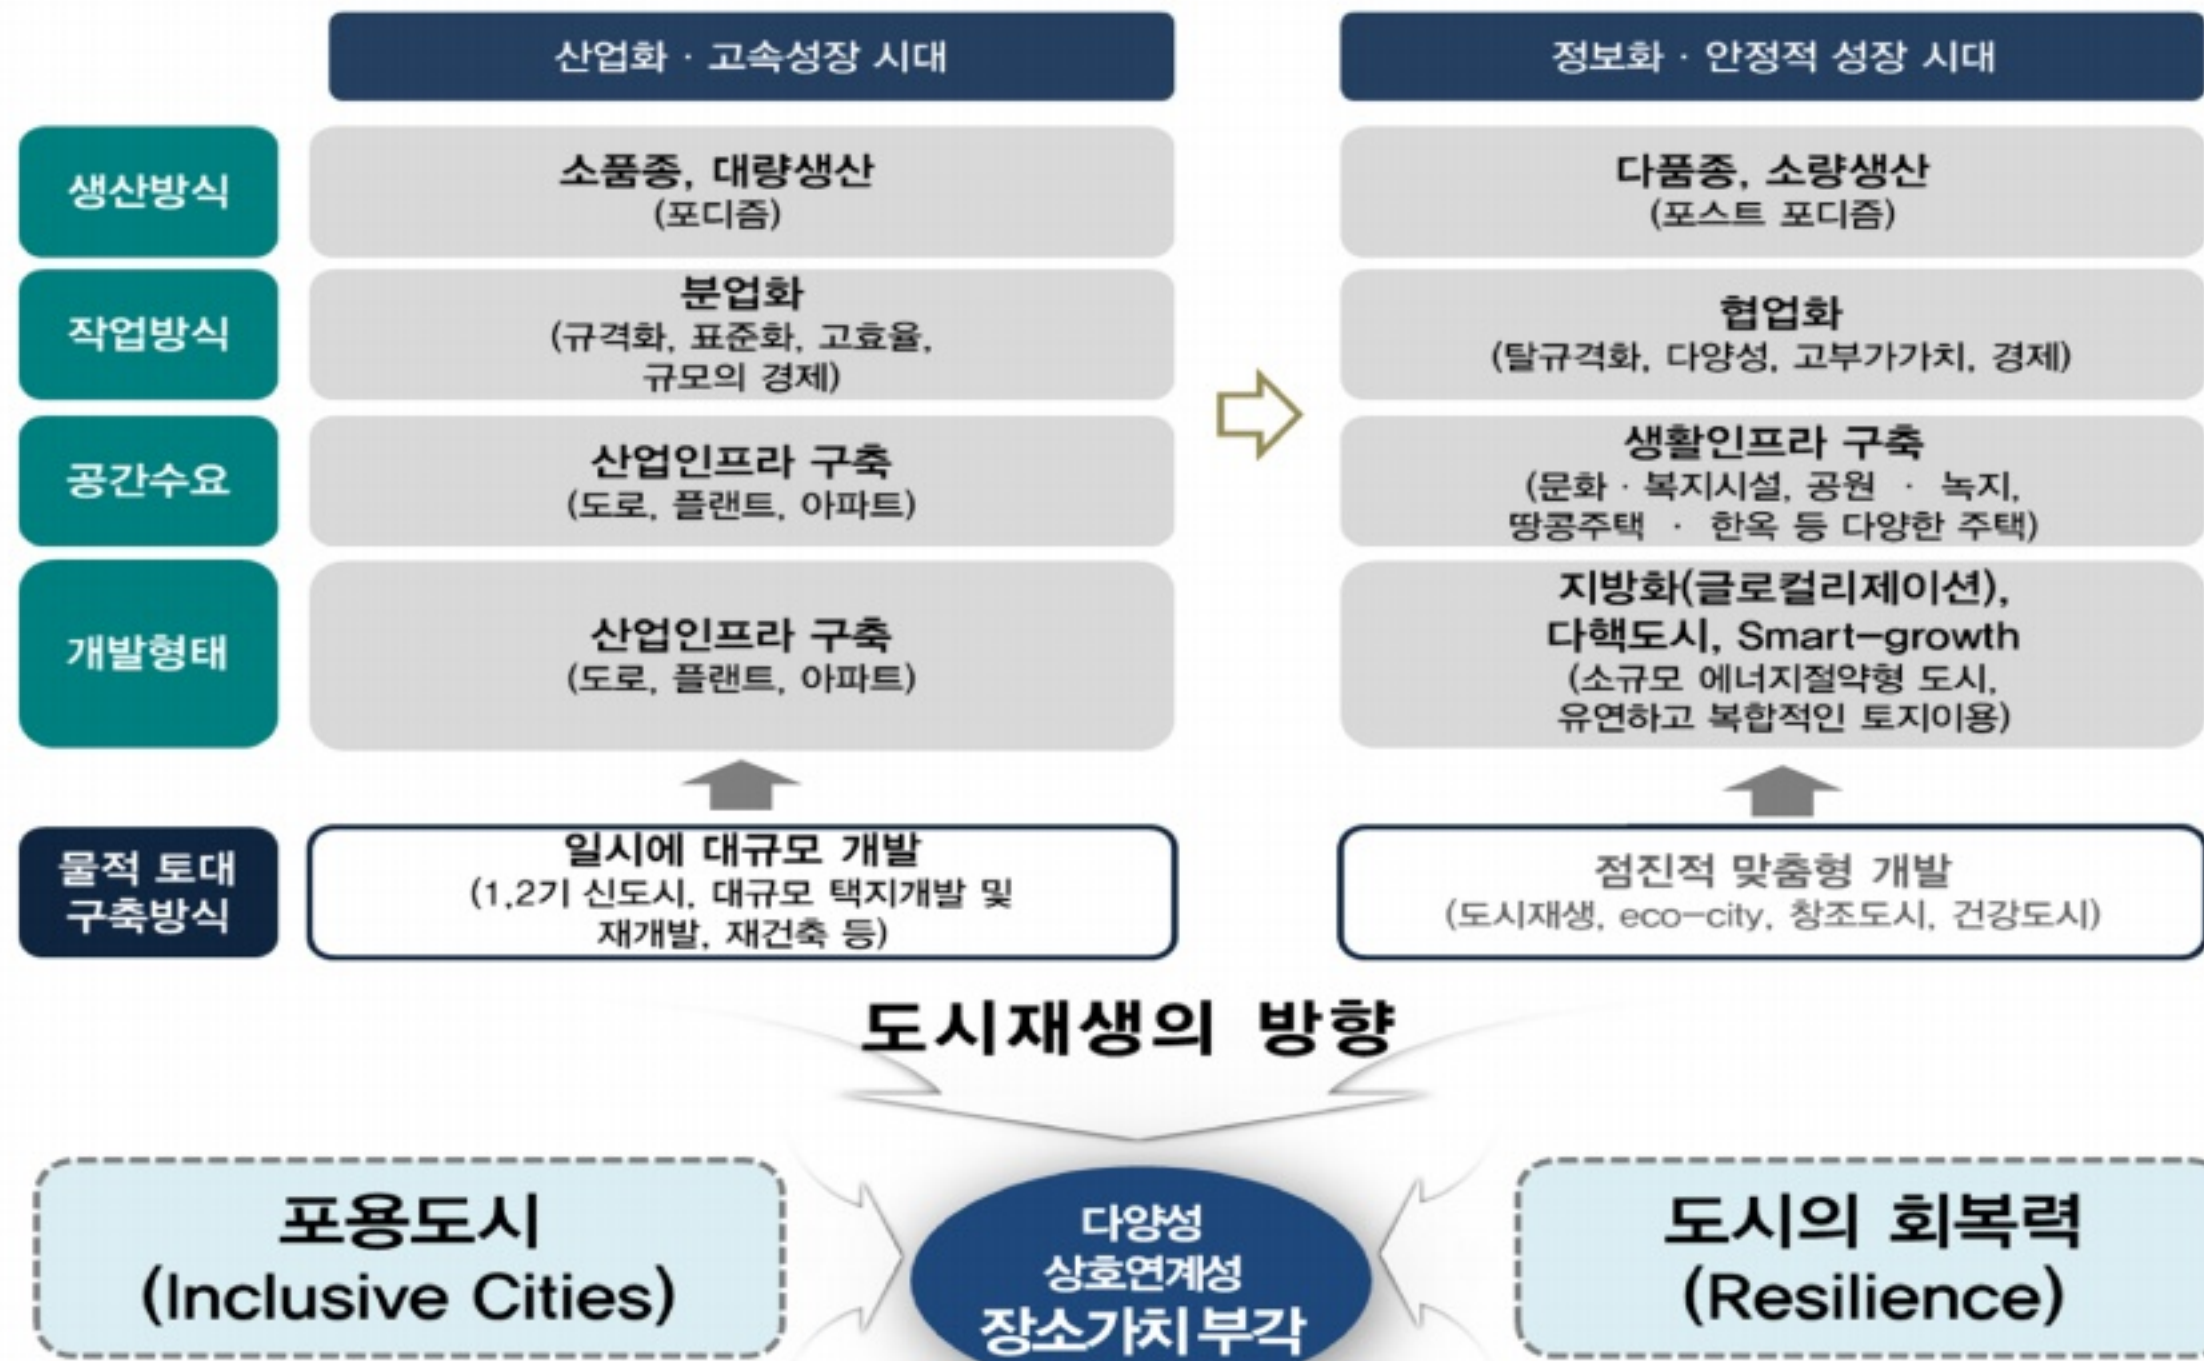 산업화 · 고속성장 시대
정보화 · 안정적 성장 시대
생산방식
소품종, 대량생산
(포디즘)
다품종, 소량생산
(포스트 포디즘)
작업방식
분업화
(규격화, 표준화, 고효율,
규모의 경제)
협업화
(탈규격화, 다양성, 고부가가치, 경제)
공간수요
산업인프라 구축
(도로, 플랜트, 아파트)
생활인프라 구축
(문화 · 복지시설, 공원 · 녹지,
땅콩주택 · 한옥 등 다양한 주택)
개발형태
산업인프라 구축
(도로, 플랜트, 아파트)
지방화(글로컬리제이션),
다핵도시, Smart-growth
(소규모 에너지절약형 도시,
유연하고 복합적인 토지이용)
물적 토대
구축방식
일시에 대규모 개발
(1,2기 신도시, 대규모 택지개발 및
재개발, 재건축 등)
점진적 맞춤형 개발
(도시재생, eco-city, 창조도시, 건강도시)
도시재생의 방향
포용도시
(Inclusive Cities)
다양성
상호연계성
장소가치 부각
도시의 회복력
(Resilience)